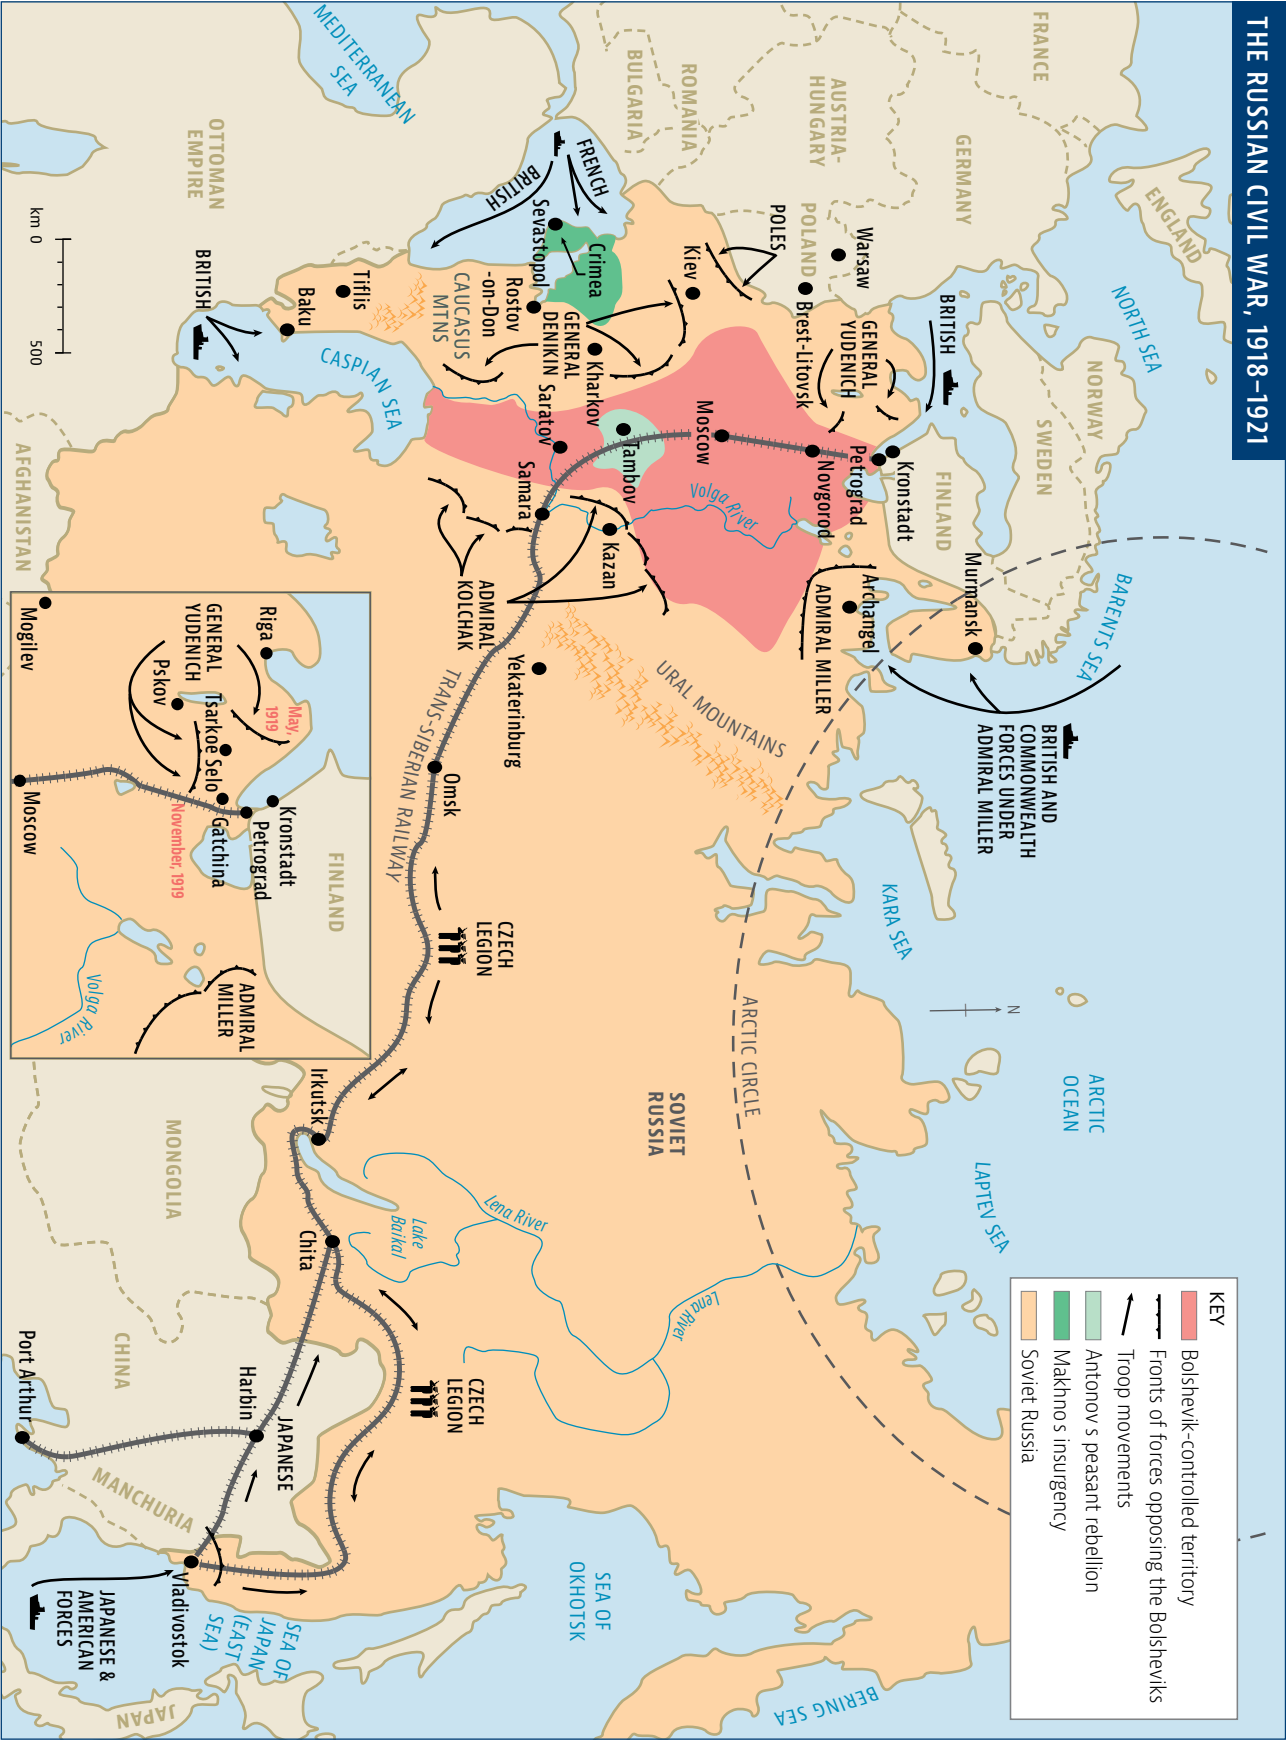 THE RUSSIAN CIVIL WAR, 1918–1921
FRANCE
ENGLAND
NORTH SEA
NORWAY
SWEDEN
FINLAND
GERMANY
AUSTRIA-
HUNGARY
ROMANIA
BULGARIA
POLAND
MEDITERRANEAN
SEA
OTTOMAN
EMPIRE
BARENTS SEA
KARA SEA
ARCTIC
OCEAN
LAPTEV SEA
N
ARCTIC CIRCLE
BRITISH AND
COMMONWEALTH
FORCES UNDER
ADMIRAL MILLER
Murmansk
Archangel
ADMIRAL MILLER
BRITISH
Kronstadt
Petrograd
Novgorod
GENERAL
YUDENICH
Warsaw
Brest-Litovsk
POLES
Kiev
Moscow
Volga River
Tambov
Kharkov
GENERAL
DENIKIN
Saratov
Samara
Kazan
ADMIRAL
KOLCHAK
FRENCH
BRITISH
Sevastopol
Crimea
Rostov
-on-Don
CAUCASUS
MTNS
Tiflis
Baku
BRITISH
CASPIAN SEA
km 0
500
AFGHANISTAN
URAL MOUNTAINS
Yekaterinburg
Omsk
TRANS-SIBERIAN RAILWAY
CZECH
LEGION
SOVIET
RUSSIA
Irkutsk
Lake
Baikal
Lena River
Lena River
Chita
MONGOLIA
CHINA
CZECH
LEGION
Harbin
JAPANESE
Port Arthur
MANCHURIA
Vladivostok
JAPANESE &
AMERICAN
FORCES
SEA OF
JAPAN
(EAST
SEA)
JAPAN
SEA OF
OKHOTSK
BERING SEA
KEY
Bolshevik-controlled territory
Fronts of forces opposing the Bolsheviks
Troop movements
Antonov s peasant rebellion
Makhno s insurgency
Soviet Russia
Riga
GENERAL
YUDENICH
Pskov
Mogilev
May,
1919
Tsarkoe Selo
Kronstadt
Petrograd
Gatchina
November, 1919
Moscow
FINLAND
ADMIRAL
MILLER
Volga River